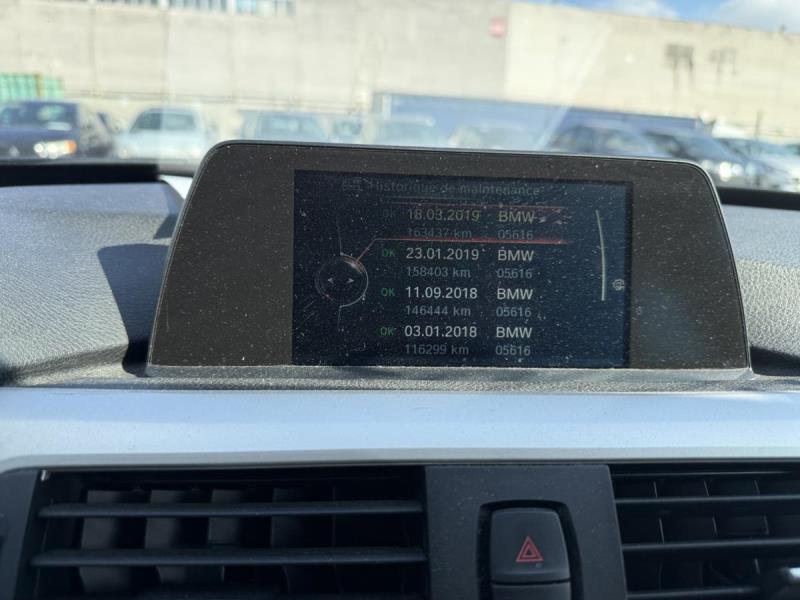 Historique de maintenance
OK 18.03.2019 BMW
163437 km 05616
OK 23.01.2019 BMW
158403 km 05616
OK 11.09.2018 BMW
146444 km 05616
OK 03.01.2018 BMW
116299 km 05616